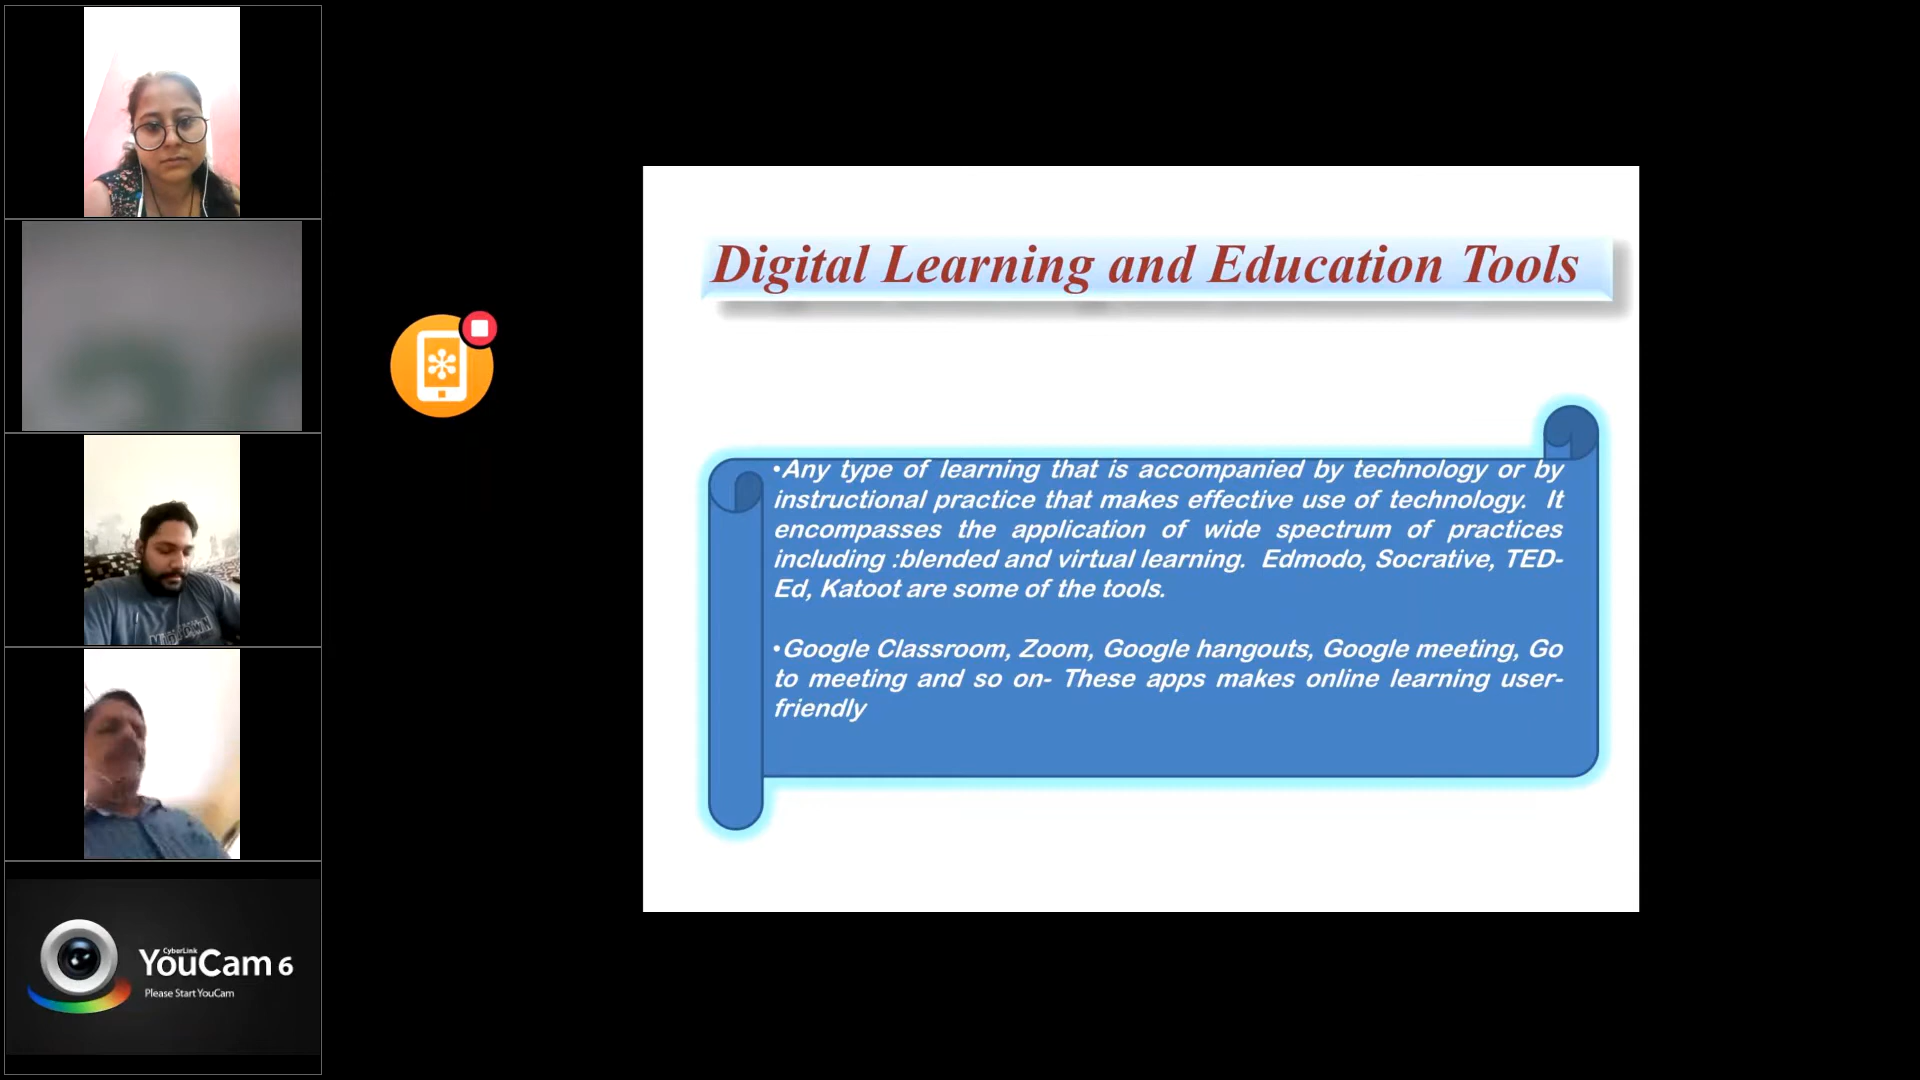 Digital Learning and Education Tools
•Any type of learning that is accompanied by technology or by
instructional practice that makes effective use of technology. It
encompasses the application of wide spectrum of practices
including :blended and virtual learning. Edmodo, Socrative, TED-
Ed, Katoot are some of the tools.
•Google Classroom, Zoom, Google hangouts, Google meeting, Go
to meeting and so on- These apps makes online learning user-
friendly
CyberLink
YouCam 6
Please Start YouCam